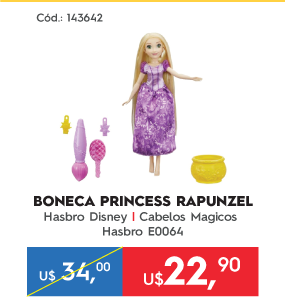 Cód.: 143642
BONECA PRINCESS RAPUNZEL
Hasbro Disney | Cabelos Magicos
Hasbro E0064
U$ 34,00 U$ 22,90